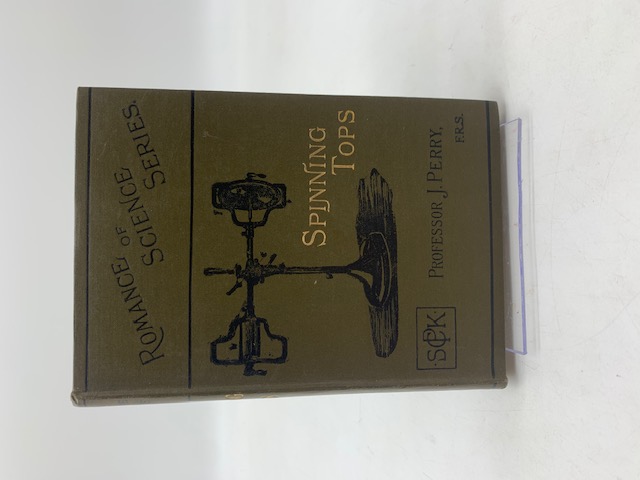 ROMANCE OF
SCIENCE
SERIES.
SPINNING
TOPS
PROFESSOR J. PERRY,
F.R.S.
SPCK